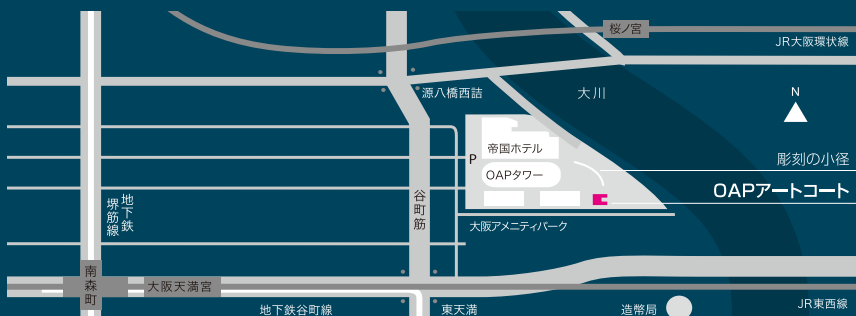 桜ノ宮
JR大阪環状線
源八橋西詰
大川
N
帝国ホテル
P
彫刻の小径
OAPタワー
OAPアートコート
谷町筋
地下鉄
堺筋線
大阪アメニティパーク
南森町
大阪天満宮
地下鉄谷町線
東天満
造幣局
JR東西線